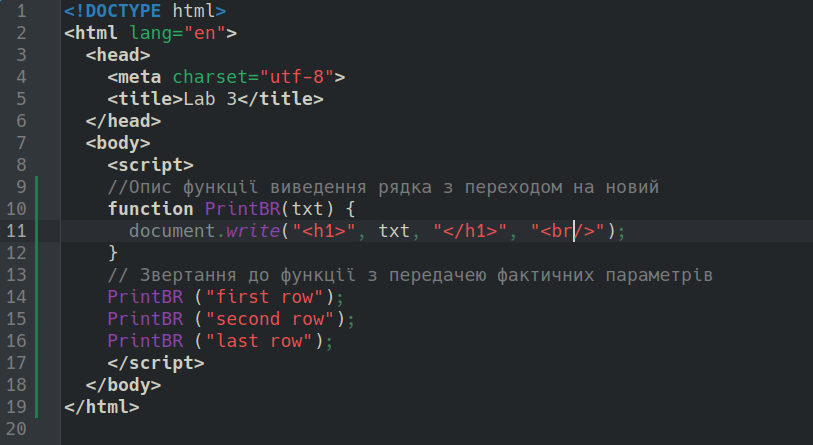 1 <!DOCTYPE html>
2 <html lang="en">
3 <head>
4 <meta charset="utf-8">
5 <title>Lab 3</title>
6 </head>
7 <body>
8 <script>
9 //Опис функції виведення рядка з переходом на новий
10 function PrintBR(txt) {
11 document.write("<h1>", txt, "</h1>", "<br/>");
12 }
13 // Звертання до функції з передачею фактичних параметрів
14 PrintBR ("first row");
15 PrintBR ("second row");
16 PrintBR ("last row");
17 </script>
18 </body>
19 </html>
20